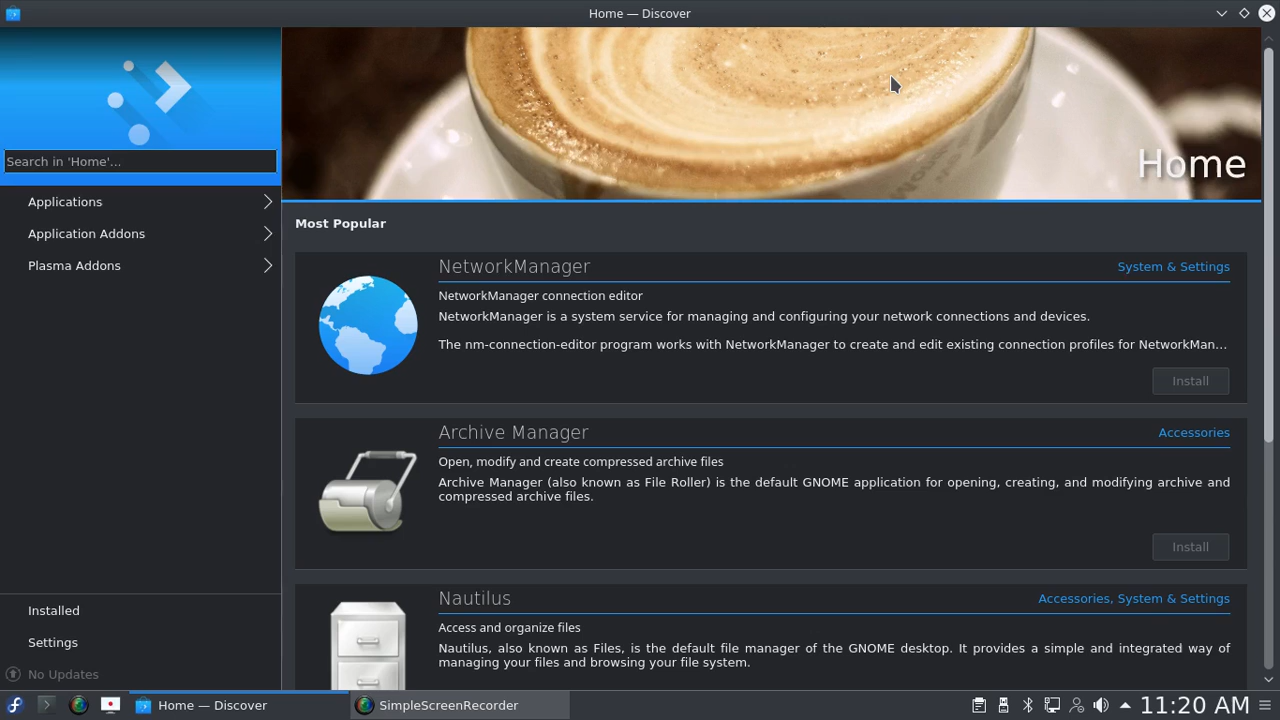 Home — Discover
Search in 'Home'...
Applications
Application Addons
Plasma Addons
Installed
Settings
No Updates
Home
Most Popular
NetworkManager
System & Settings
NetworkManager connection editor
NetworkManager is a system service for managing and configuring your network connections and devices.
The nm-connection-editor program works with NetworkManager to create and edit existing connection profiles for NetworkMan...
Install
Archive Manager
Accessories
Open, modify and create compressed archive files
Archive Manager (also known as File Roller) is the default GNOME application for opening, creating, and modifying archive and
compressed archive files.
Install
Nautilus
Accessories, System & Settings
Access and organize files
Nautilus, also known as Files, is the default file manager of the GNOME desktop. It provides a simple and integrated way of
managing your files and browsing your file system.
Home — Discover
SimpleScreenRecorder
11:20 AM